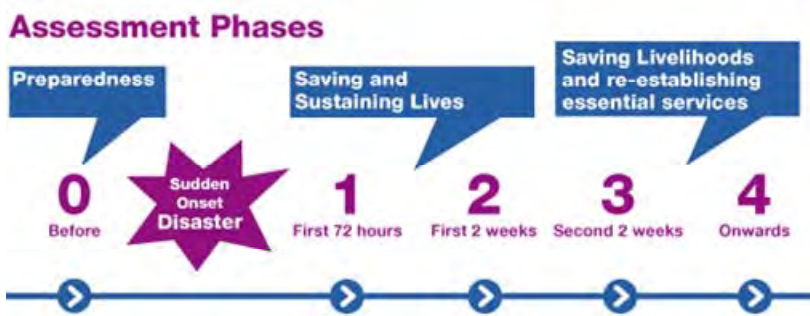 Assessment Phases
Preparedness
Saving and
Sustaining Lives
Saving Livelihoods
and re-establishing
essential services
0
Before
Sudden
Onset
Disaster
1
First 72 hours
2
First 2 weeks
3
Second 2 weeks
4
Onwards